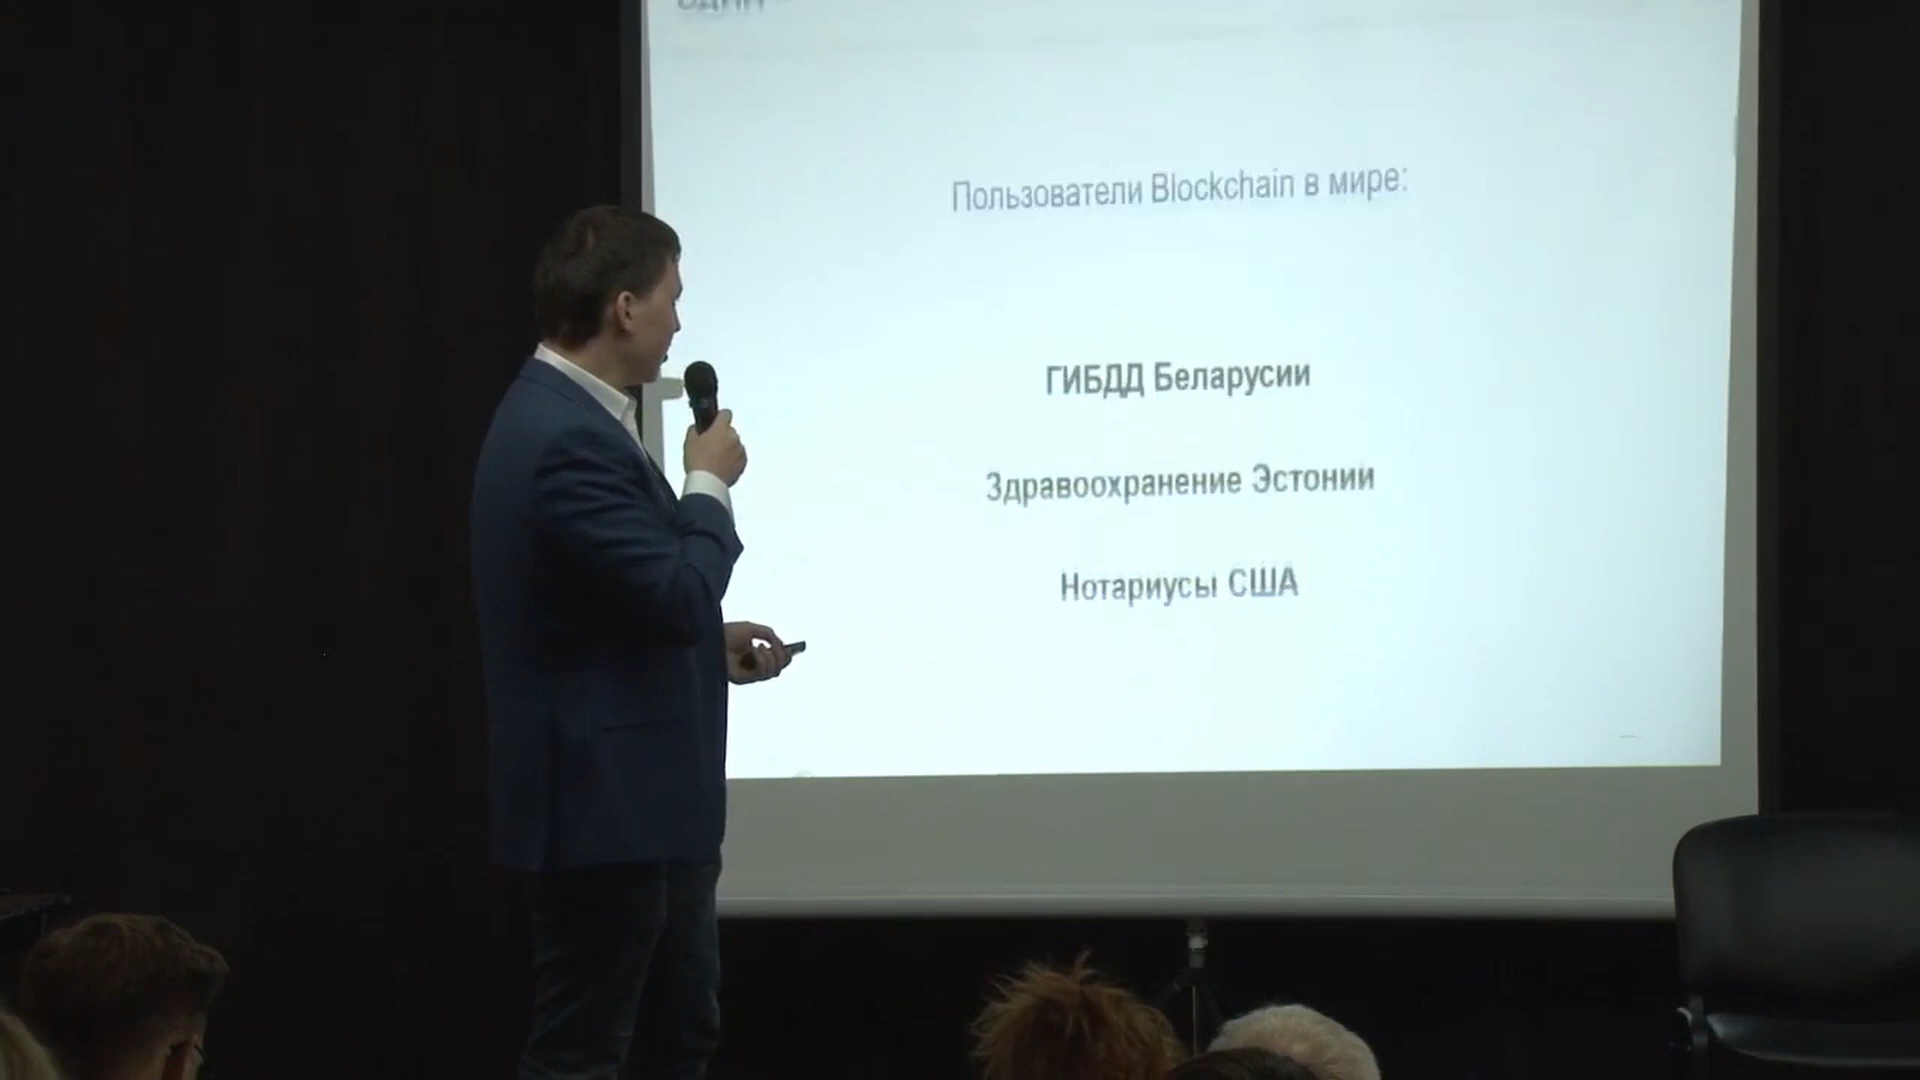 Пользователи Blockchain в мире:
ГИБДД Беларусии
Здравоохранение Эстонии
Нотариусы США